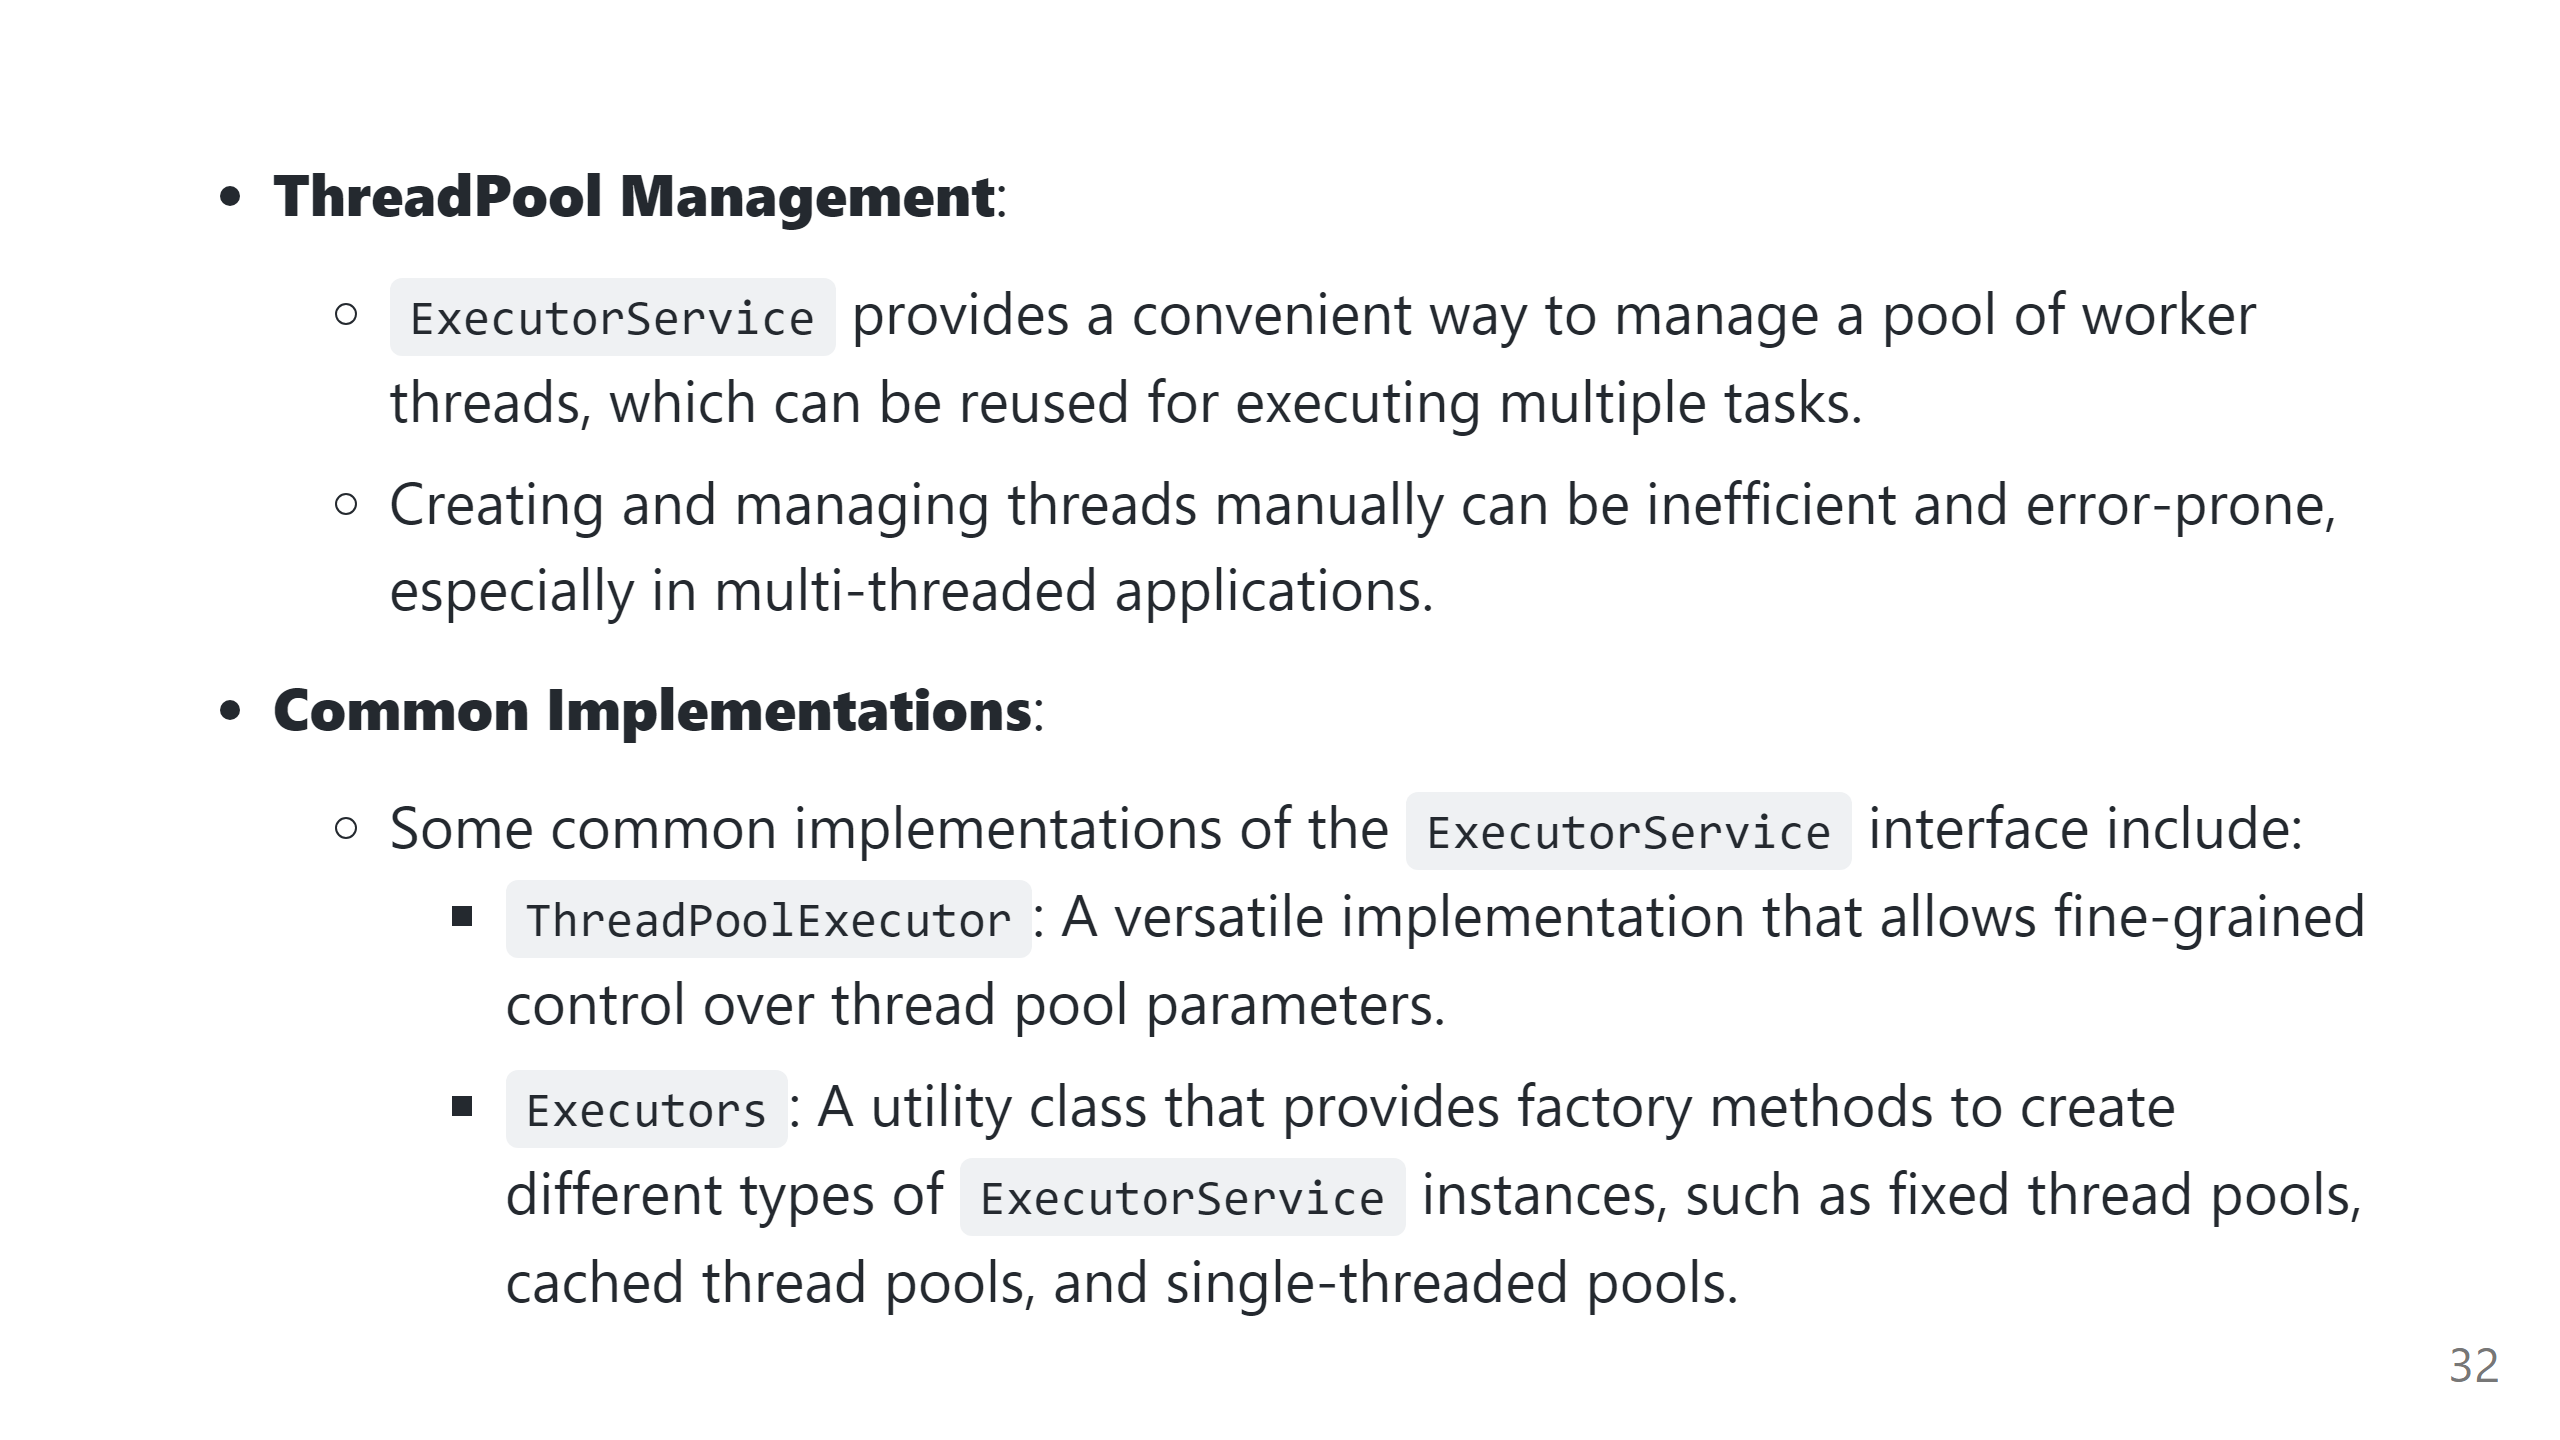 • ThreadPool Management:
○ ExecutorService provides a convenient way to manage a pool of worker
threads, which can be reused for executing multiple tasks.
○ Creating and managing threads manually can be inefficient and error-prone,
especially in multi-threaded applications.
• Common Implementations:
○ Some common implementations of the ExecutorService interface include:
▪ ThreadPoolExecutor: A versatile implementation that allows fine-grained
control over thread pool parameters.
▪ Executors: A utility class that provides factory methods to create
different types of ExecutorService instances, such as fixed thread pools,
cached thread pools, and single-threaded pools.
32